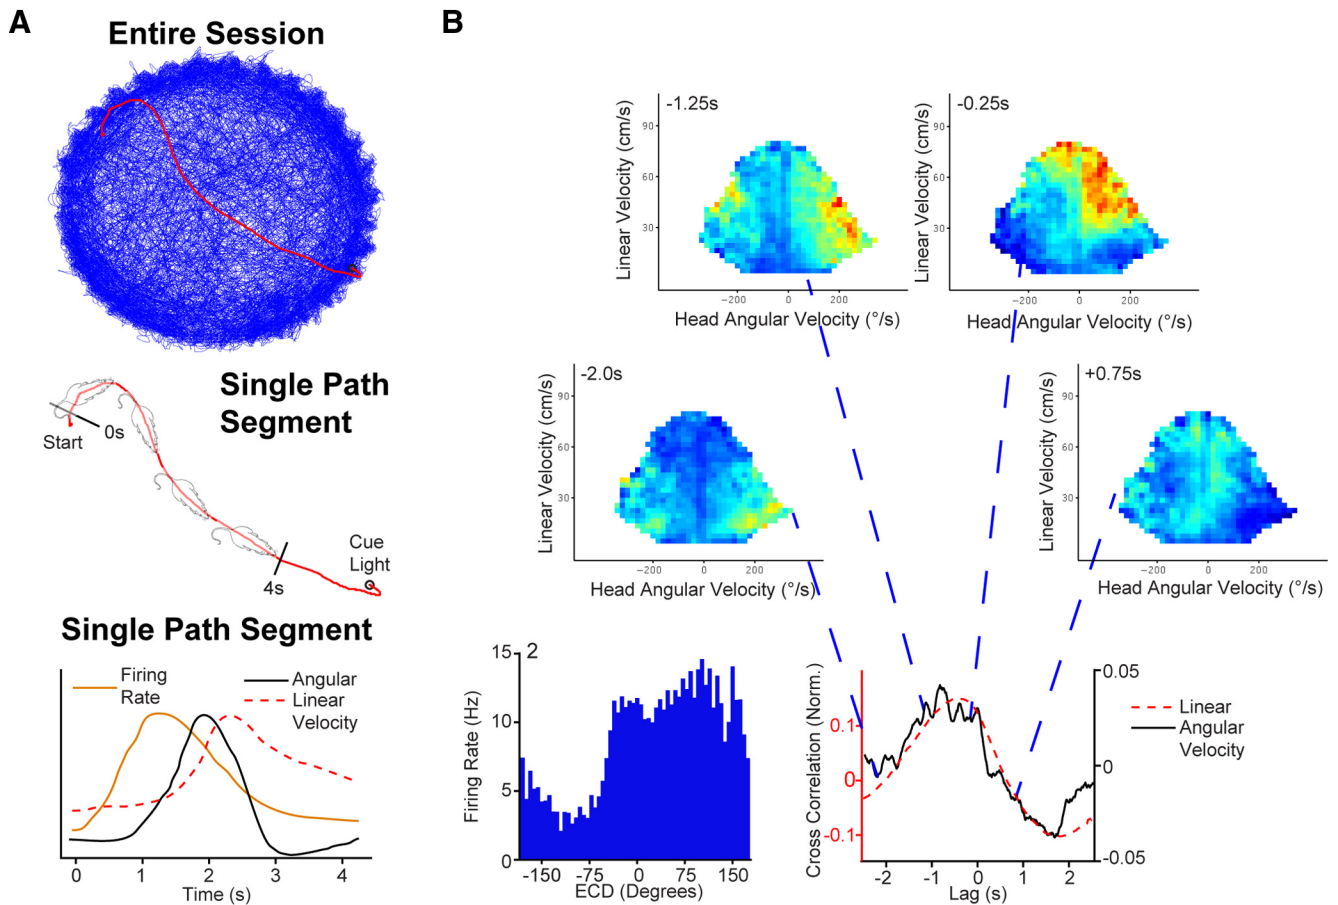 A
Entire Session
Single Path
Segment
Start
0s
4s
Cue
Light
Single Path Segment
Firing
Rate
Angular
Linear
Velocity
0 1 2 3 4
Time (s)
B
-1.25s
Linear Velocity (cm/s)
90
60
30
-200 0 200
Head Angular Velocity (°/s)
-0.25s
Linear Velocity (cm/s)
90
60
30
-200 0 200
Head Angular Velocity (°/s)
-2.0s
Linear Velocity (cm/s)
90
60
30
-200 0 200
Head Angular Velocity (°/s)
+0.75s
Linear Velocity (cm/s)
90
60
30
-200 0 200
Head Angular Velocity (°/s)
2
Firing Rate (Hz)
15
10
5
0
-150 -75 0 75 150
ECD (Degrees)
Cross Correlation (Norm.)
0.1
0
-0.1
0.05
0
-0.05
-2 -1 0 1 2
Lag (s)
Linear
Angular
Velocity